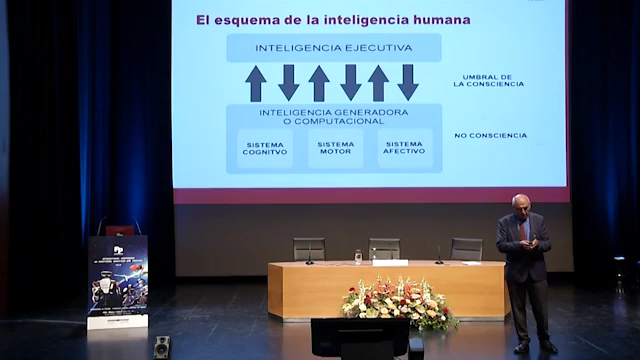 El esquema de la inteligencia humana
INTELIGENCIA EJECUTIVA
UMBRAL DE
LA CONSCIENCIA
INTELIGENCIA GENERADORA
O COMPUTACIONAL
NO CONSCIENCIA
SISTEMA
COGNITVO
SISTEMA
MOTOR
SISTEMA
AFECTIVO